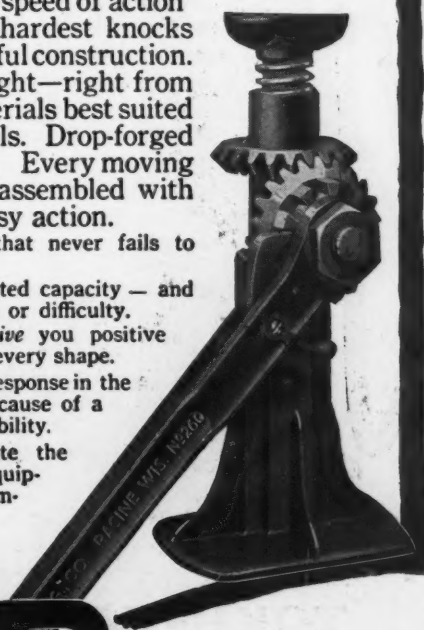 speed of action
hardest knocks
ful construction.
ght—right from
erials best suited
ls. Drop-forged
Every moving
assembled with
sy action.
that never fails to
ted capacity — and
or difficulty.
ive you positive
every shape.
esponse in the
cause of a
bility.
te the
quip-
m-
CO RACINE WIS. No 260